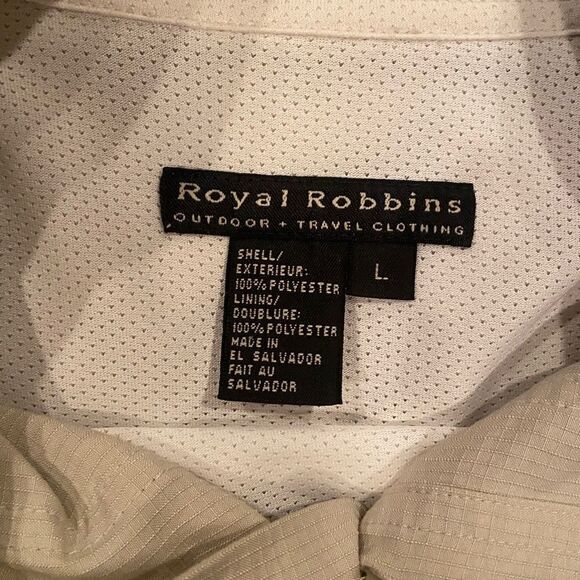 Royal Robbins
OUTDOOR + TRAVEL CLOTHING
L
SHELL/
EXTERIEUR:
100% POLYESTER
LINING/
DOUBLURE:
100% POLYESTER
MADE IN
EL SALVADOR
FAIT AU
SALVADOR